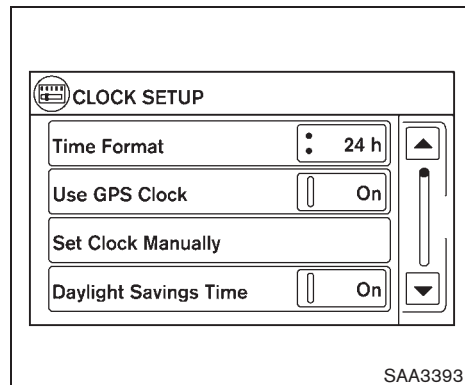 CLOCK SETUP
Time Format 24 h
Use GPS Clock On
Set Clock Manually
Daylight Savings Time On
SAA3393